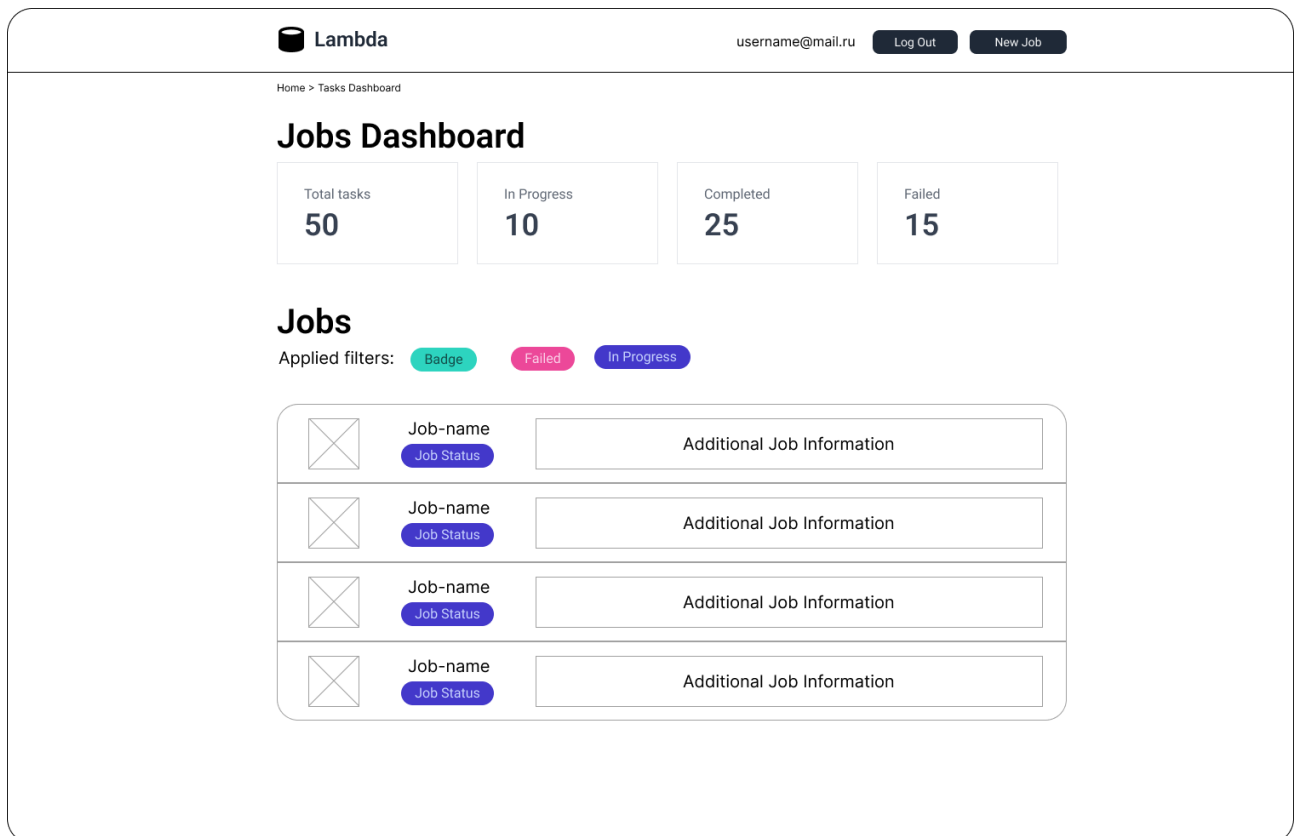 Lambda
username@mail.ru Log Out New Job
Home > Tasks Dashboard
Jobs Dashboard
Total tasks In Progress Completed Failed
50 10 25 15
Jobs
Applied filters: Badge Failed In Progress
Job-name
Job Status
Additional Job Information
Job-name
Job Status
Additional Job Information
Job-name
Job Status
Additional Job Information
Job-name
Job Status
Additional Job Information